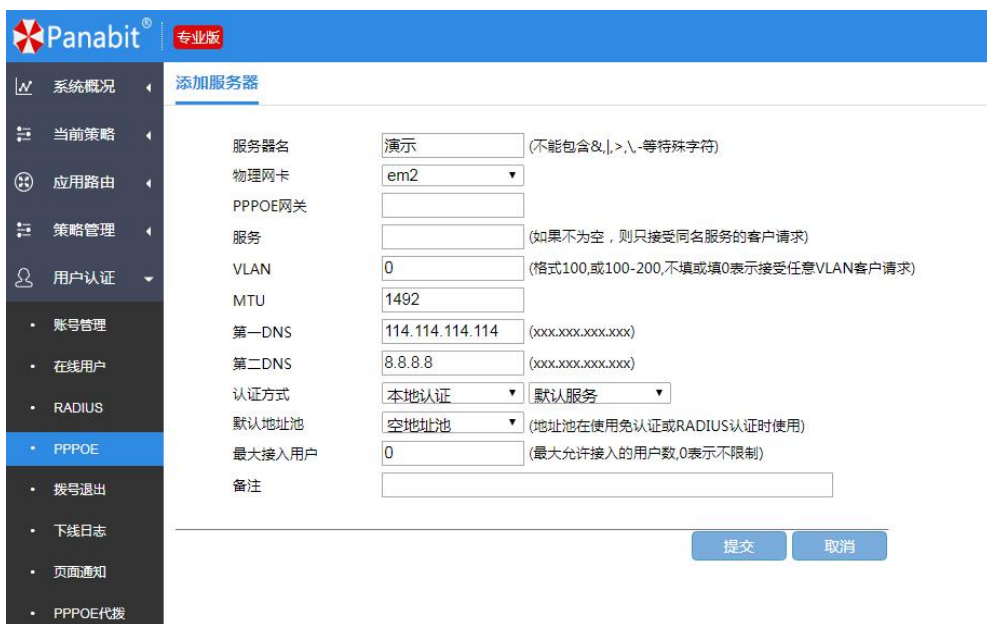 Panabit® 专业版
系统概况
当前策略
应用路由
策略管理
用户认证
账号管理
在线用户
RADIUS
PPPOE
拨号退出
下线日志
页面通知
PPPOE代拨
添加服务器
服务器名 演示 (不能包含&,|,>,\,-等特殊字符)
物理网卡 em2
PPPOE网关
服务 (如果不为空，则只接受同名服务的客户请求)
VLAN 0 (格式100,或100-200,不填或填0表示接受任意VLAN客户请求)
MTU 1492
第一DNS 114.114.114.114 (xxx.xxx.xxx.xxx)
第二DNS 8.8.8.8 (xxx.xxx.xxx.xxx)
认证方式 本地认证 默认服务
默认地址池 空地址池 (地址池在使用免认证或RADIUS认证时使用)
最大接入用户 0 (最大允许接入的用户数,0表示不限制)
备注
提交 取消